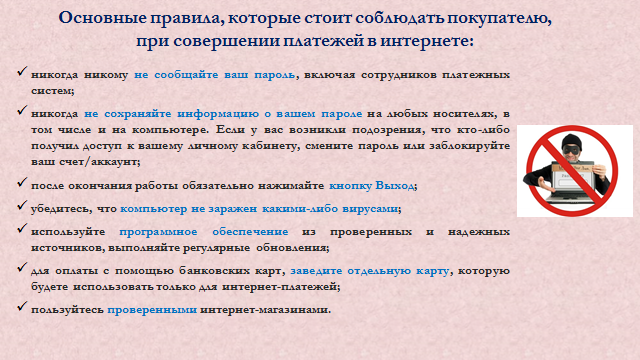 Основные правила, которые стоит соблюдать покупателю,
при совершении платежей в интернете:
✓ никогда никому не сообщайте ваш пароль, включая сотрудников платежных
систем;
✓ никогда не сохраняйте информацию о вашем пароле на любых носителях, в
том числе и на компьютере. Если у вас возникли подозрения, что кто-либо
получил доступ к вашему личному кабинету, смените пароль или заблокируйте
ваш счет/аккаунт;
✓ после окончания работы обязательно нажимайте кнопку Выход;
✓ убедитесь, что компьютер не заражен какими-либо вирусами;
✓ используйте программное обеспечение из проверенных и надежных
источников, выполняйте регулярные обновления;
✓ для оплаты с помощью банковских карт, заведите отдельную карту, которую
будете использовать только для интернет-платежей;
✓ пользуйтесь проверенными интернет-магазинами.